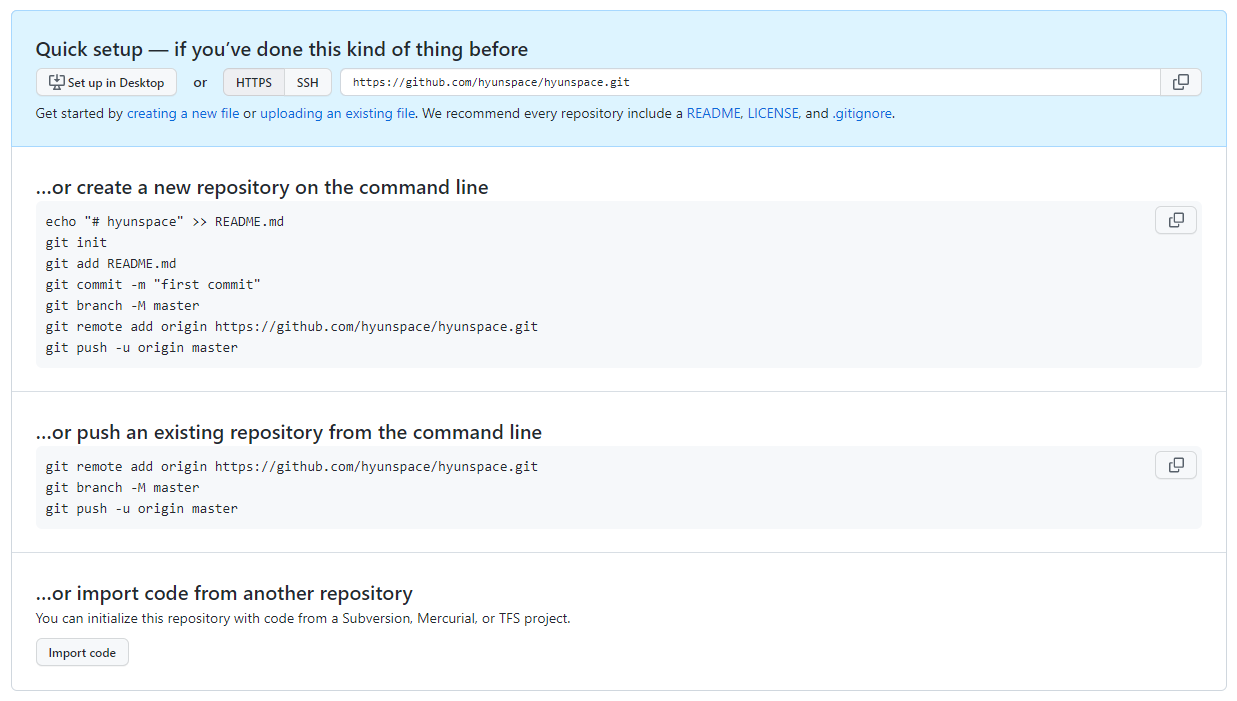 Quick setup — if you’ve done this kind of thing before
Set up in Desktop or HTTPS SSH https://github.com/hyunspace/hyunspace.git
Get started by creating a new file or uploading an existing file. We recommend every repository include a README, LICENSE, and .gitignore.
…or create a new repository on the command line
echo "# hyunspace" >> README.md
git init
git add README.md
git commit -m "first commit"
git branch -M master
git remote add origin https://github.com/hyunspace/hyunspace.git
git push -u origin master
…or push an existing repository from the command line
git remote add origin https://github.com/hyunspace/hyunspace.git
git branch -M master
git push -u origin master
…or import code from another repository
You can initialize this repository with code from a Subversion, Mercurial, or TFS project.
Import code